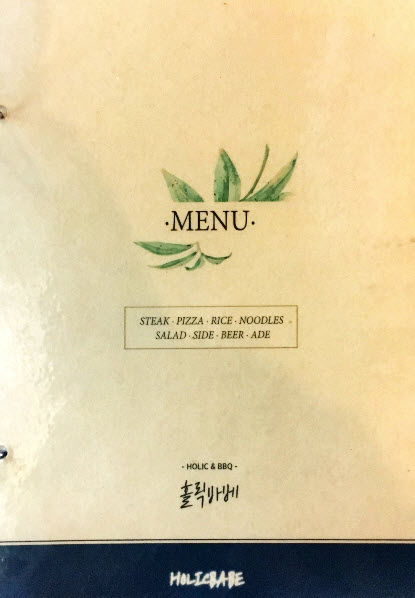 ·MENU·
STEAK · PIZZA · RICE · NOODLES
SALAD · SIDE · BEER · ADE
- HOLIC & BBQ -
홀릭바베
HOLICBABE